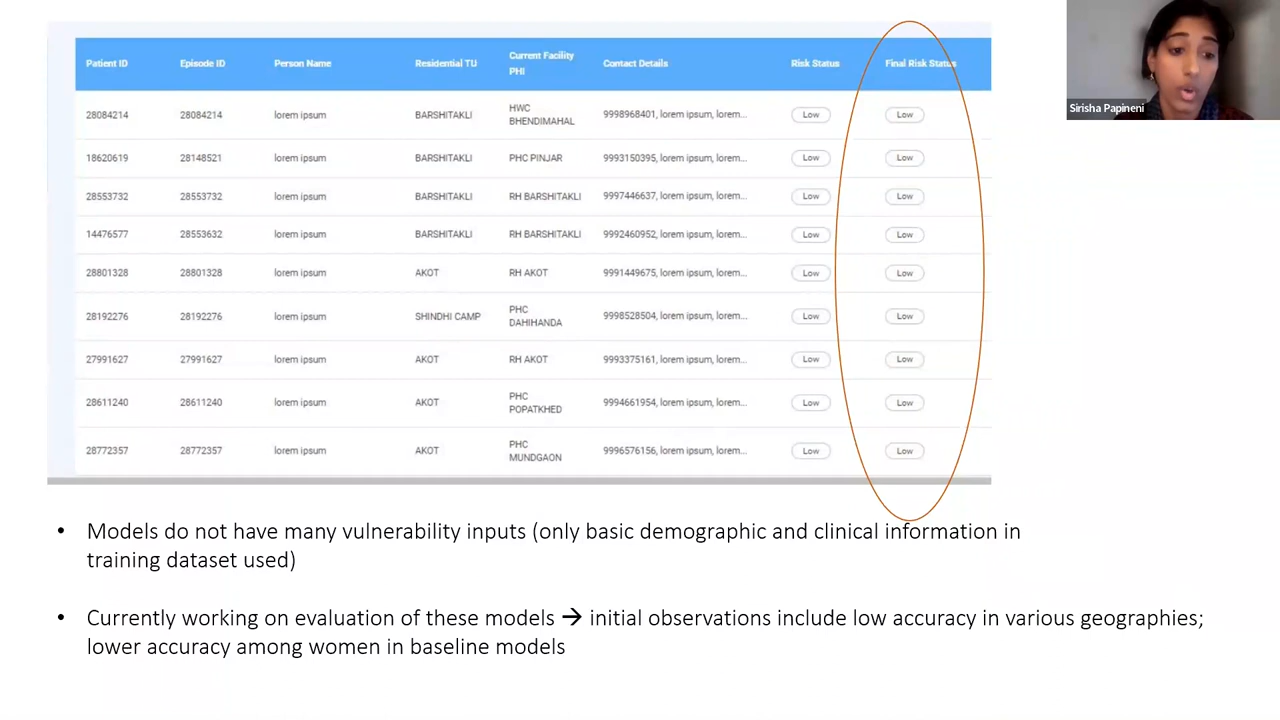 Patient ID Episode ID Person Name Residential TU Current Facility PHI Contact Details Risk Status Final Risk Status
28084214 28084214 lorem ipsum BARSHITAKLI HWC BHENDIMAHAL 9998968401, lorem ipsum, lorem... Low Low
18620619 28148521 lorem ipsum BARSHITAKLI PHC PINJAR 9993150395, lorem ipsum, lorem... Low Low
28553732 28553732 lorem ipsum BARSHITAKLI RH BARSHITAKLI 9997446637, lorem ipsum, lorem... Low Low
14476577 28553632 lorem ipsum BARSHITAKLI RH BARSHITAKLI 9992460952, lorem ipsum, lorem... Low Low
28801328 28801328 lorem ipsum AKOT RH AKOT 9991449675, lorem ipsum, lorem... Low Low
28192276 28192276 lorem ipsum SHINDHI CAMP PHC DAHIHANDA 9998528504, lorem ipsum, lorem... Low Low
27991627 27991627 lorem ipsum AKOT RH AKOT 9993375161, lorem ipsum, lorem... Low Low
28611240 28611240 lorem ipsum AKOT PHC POPATKHED 9994661954, lorem ipsum, lorem... Low Low
28772357 28772357 lorem ipsum AKOT PHC MUNDGAON 9996576156, lorem ipsum, lorem... Low Low
Sirisha Papineni
• Models do not have many vulnerability inputs (only basic demographic and clinical information in
training dataset used)
• Currently working on evaluation of these models → initial observations include low accuracy in various geographies;
lower accuracy among women in baseline models